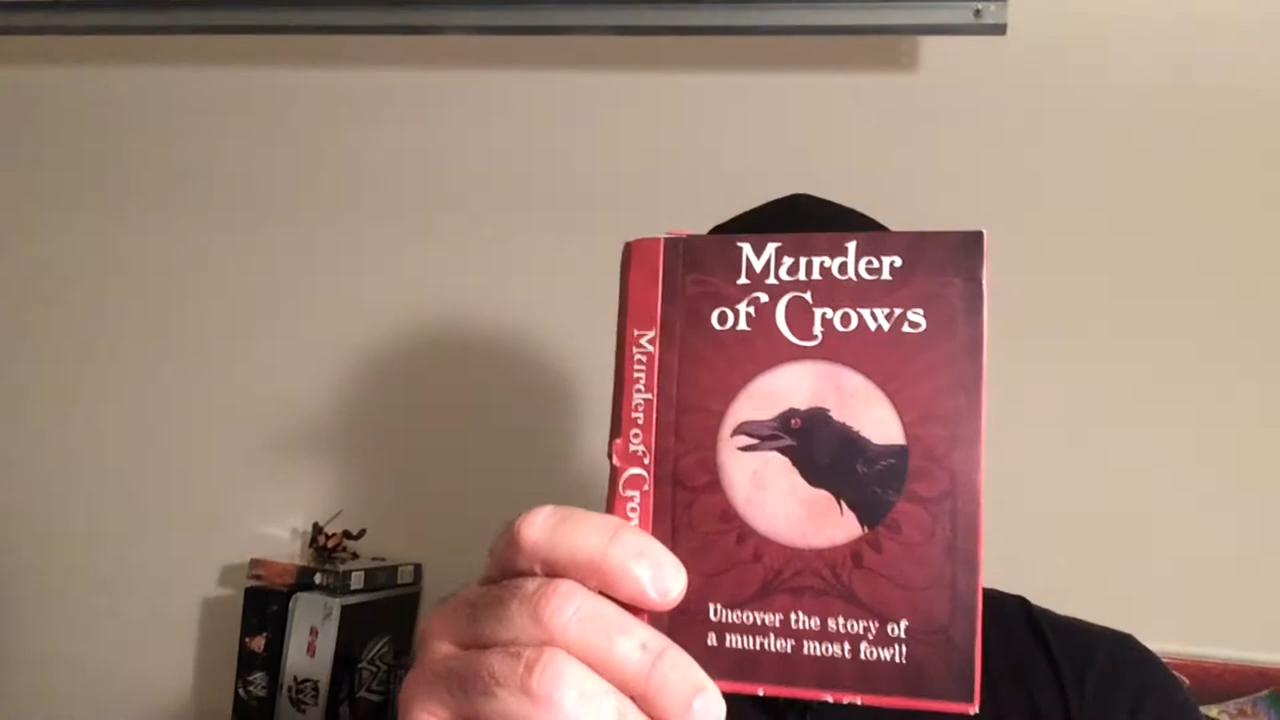 Murder
of Crows
Murder of Crow
Uncover the story of
a murder most fowl!